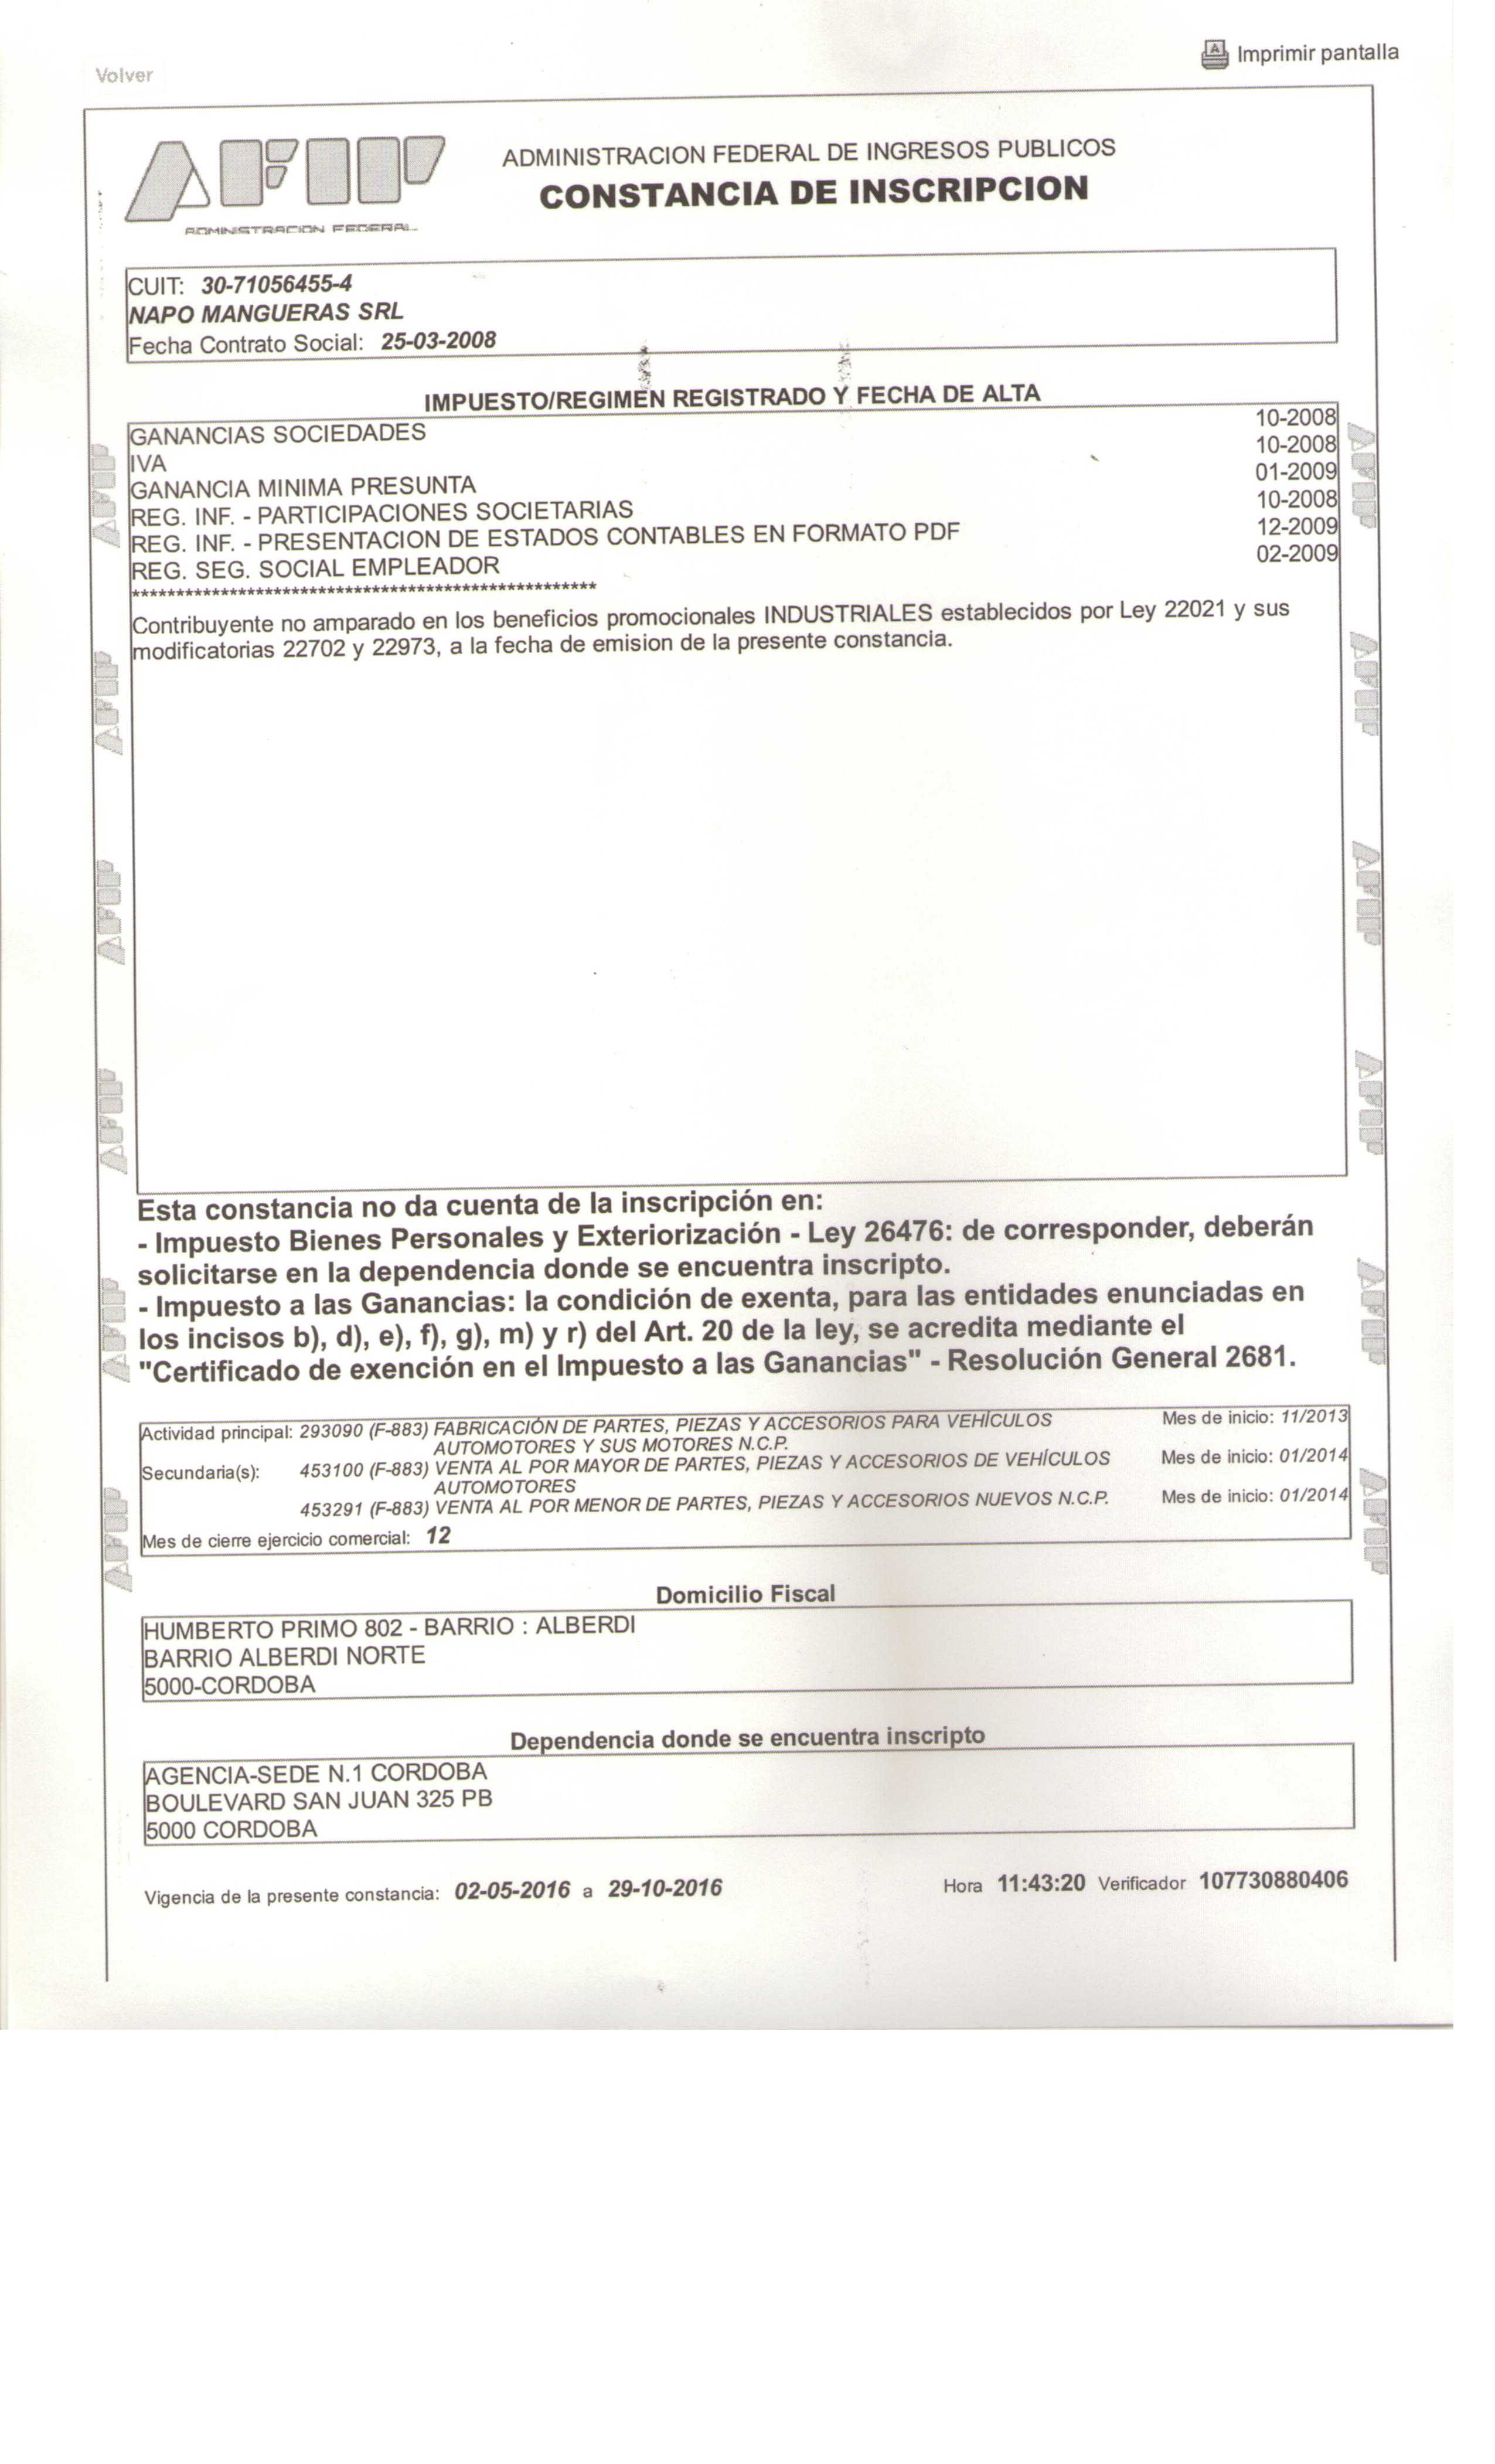 Volver
Imprimir pantalla
AFIP
ADMINISTRACION FEDERAL
ADMINISTRACION FEDERAL DE INGRESOS PUBLICOS
CONSTANCIA DE INSCRIPCION
CUIT: 30-71056455-4
NAPO MANGUERAS SRL
Fecha Contrato Social: 25-03-2008
IMPUESTO/REGIMEN REGISTRADO Y FECHA DE ALTA
GANANCIAS SOCIEDADES 10-2008
IVA 10-2008
GANANCIA MINIMA PRESUNTA 01-2009
REG. INF. - PARTICIPACIONES SOCIETARIAS 10-2008
REG. INF. - PRESENTACION DE ESTADOS CONTABLES EN FORMATO PDF 12-2009
REG. SEG. SOCIAL EMPLEADOR 02-2009
****************************************************
Contribuyente no amparado en los beneficios promocionales INDUSTRIALES establecidos por Ley 22021 y sus
modificatorias 22702 y 22973, a la fecha de emision de la presente constancia.
Esta constancia no da cuenta de la inscripción en:
- Impuesto Bienes Personales y Exteriorización - Ley 26476: de corresponder, deberán
solicitarse en la dependencia donde se encuentra inscripto.
- Impuesto a las Ganancias: la condición de exenta, para las entidades enunciadas en
los incisos b), d), e), f), g), m) y r) del Art. 20 de la ley, se acredita mediante el
"Certificado de exención en el Impuesto a las Ganancias" - Resolución General 2681.
Actividad principal: 293090 (F-883) FABRICACIÓN DE PARTES, PIEZAS Y ACCESORIOS PARA VEHÍCULOS Mes de inicio: 11/2013
AUTOMOTORES Y SUS MOTORES N.C.P.
Secundaria(s): 453100 (F-883) VENTA AL POR MAYOR DE PARTES, PIEZAS Y ACCESORIOS DE VEHÍCULOS Mes de inicio: 01/2014
AUTOMOTORES
453291 (F-883) VENTA AL POR MENOR DE PARTES, PIEZAS Y ACCESORIOS NUEVOS N.C.P. Mes de inicio: 01/2014
Mes de cierre ejercicio comercial: 12
Domicilio Fiscal
HUMBERTO PRIMO 802 - BARRIO : ALBERDI
BARRIO ALBERDI NORTE
5000-CORDOBA
Dependencia donde se encuentra inscripto
AGENCIA-SEDE N.1 CORDOBA
BOULEVARD SAN JUAN 325 PB
5000 CORDOBA
Vigencia de la presente constancia: 02-05-2016 a 29-10-2016 Hora 11:43:20 Verificador 107730880406